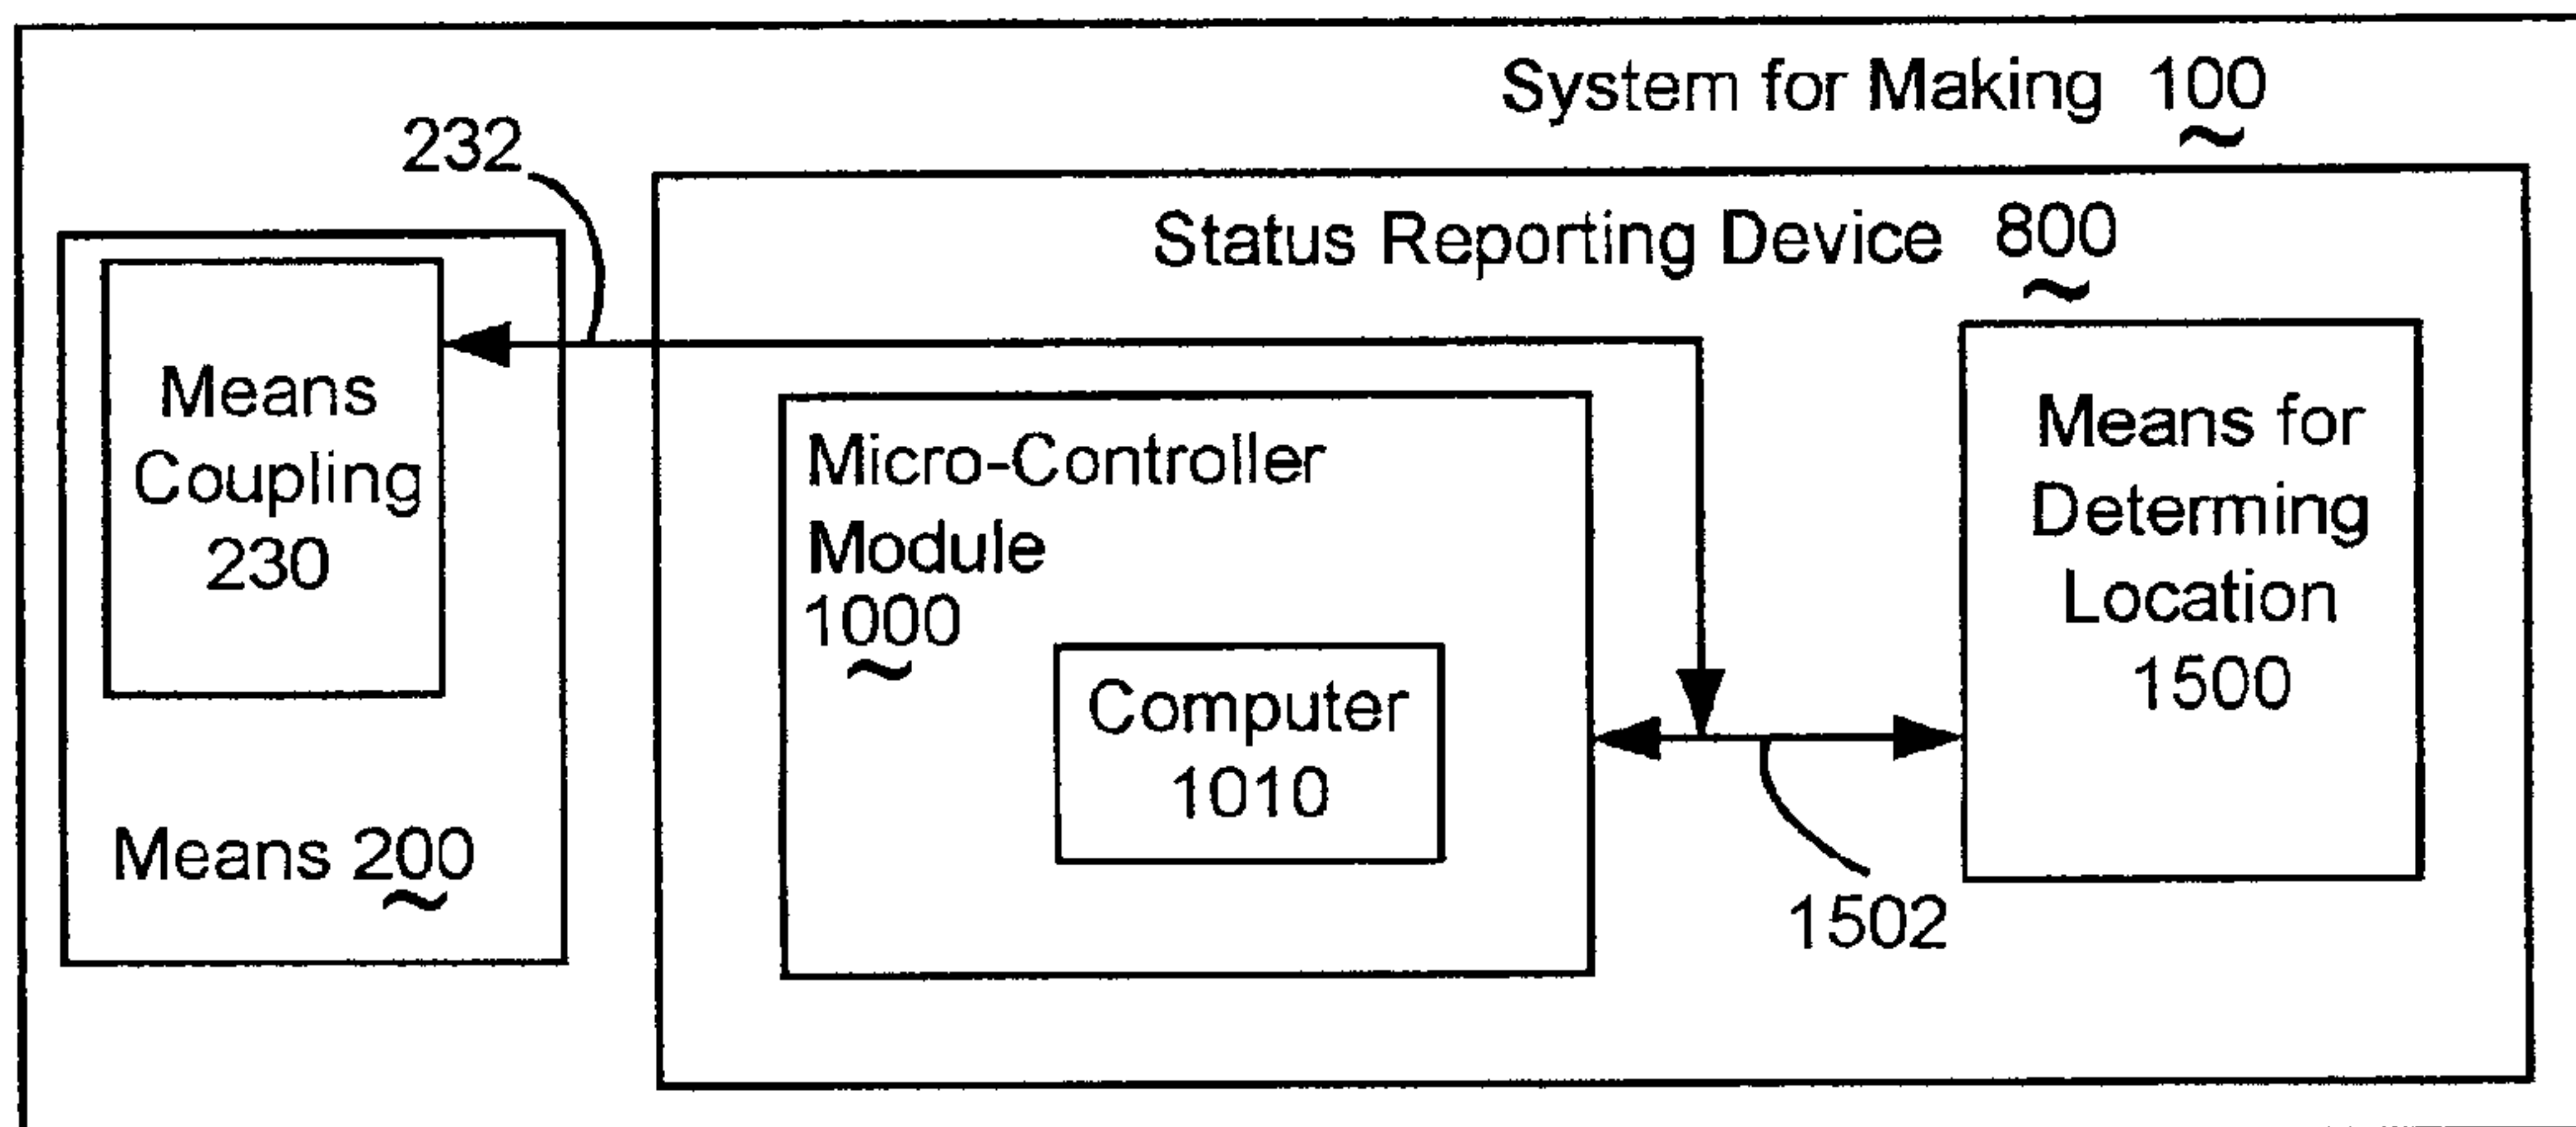 System for Making 100
232
Status Reporting Device 800
Means
Coupling
230
Means 200
Micro-Controller
Module
1000
Computer
1010
Means for
Determing
Location
1500
1502